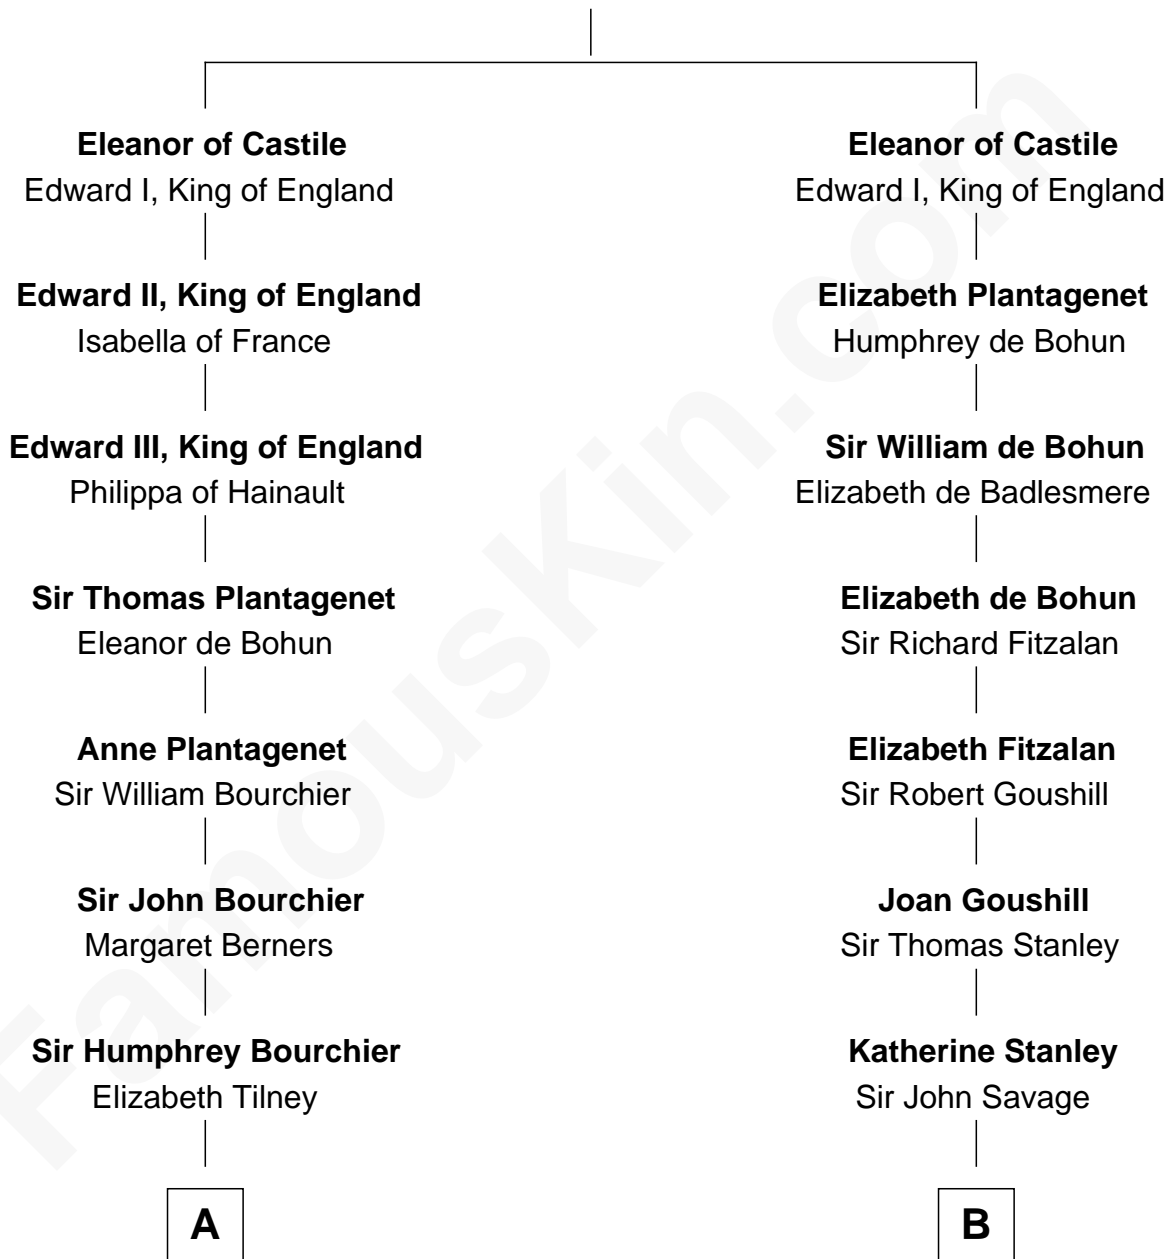 Eleanor of Castile
Edward I, King of England
Edward II, King of England
Isabella of France
Edward III, King of England
Philippa of Hainault
Sir Thomas Plantagenet
Eleanor de Bohun
Anne Plantagenet
Sir William Bourchier
Sir John Bourchier
Margaret Berners
Sir Humphrey Bourchier
Elizabeth Tilney
A
Eleanor of Castile
Edward I, King of England
Elizabeth Plantagenet
Humphrey de Bohun
Sir William de Bohun
Elizabeth de Badlesmere
Elizabeth de Bohun
Sir Richard Fitzalan
Elizabeth Fitzalan
Sir Robert Goushill
Joan Goushill
Sir Thomas Stanley
Katherine Stanley
Sir John Savage
B
FamousKin.com